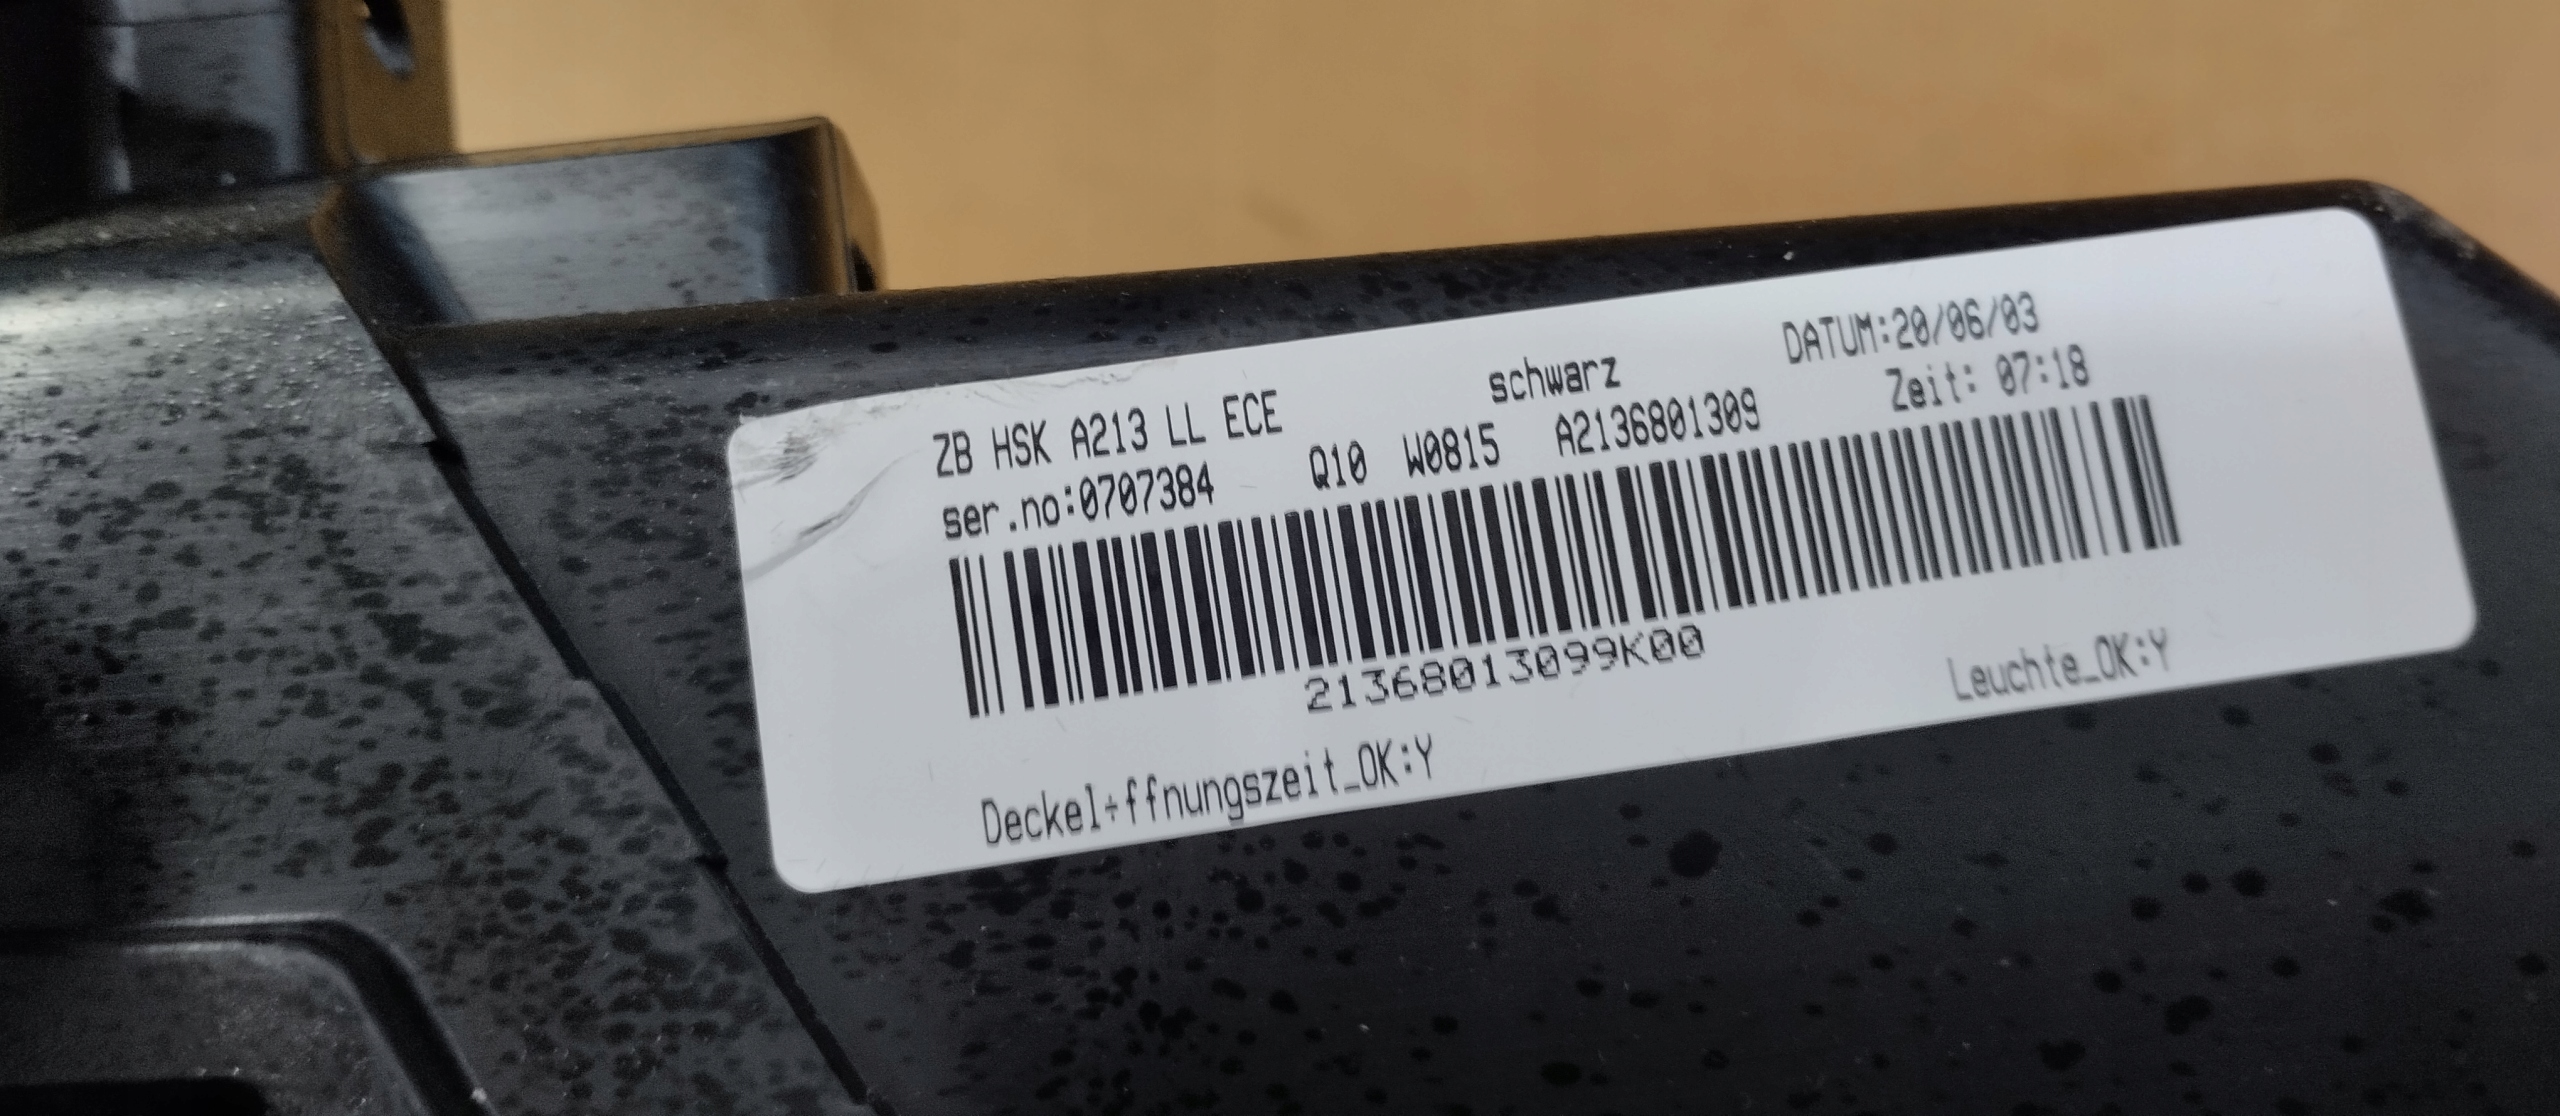 schwarz DATUM:20/06/03
ZB HSK A213 LL ECE Zeit: 07:18
ser.no:0707384 Q10 W0815 A2136801309
21368013099K00
Leuchte_OK:Y
Deckel÷ffnungszeit_OK:Y